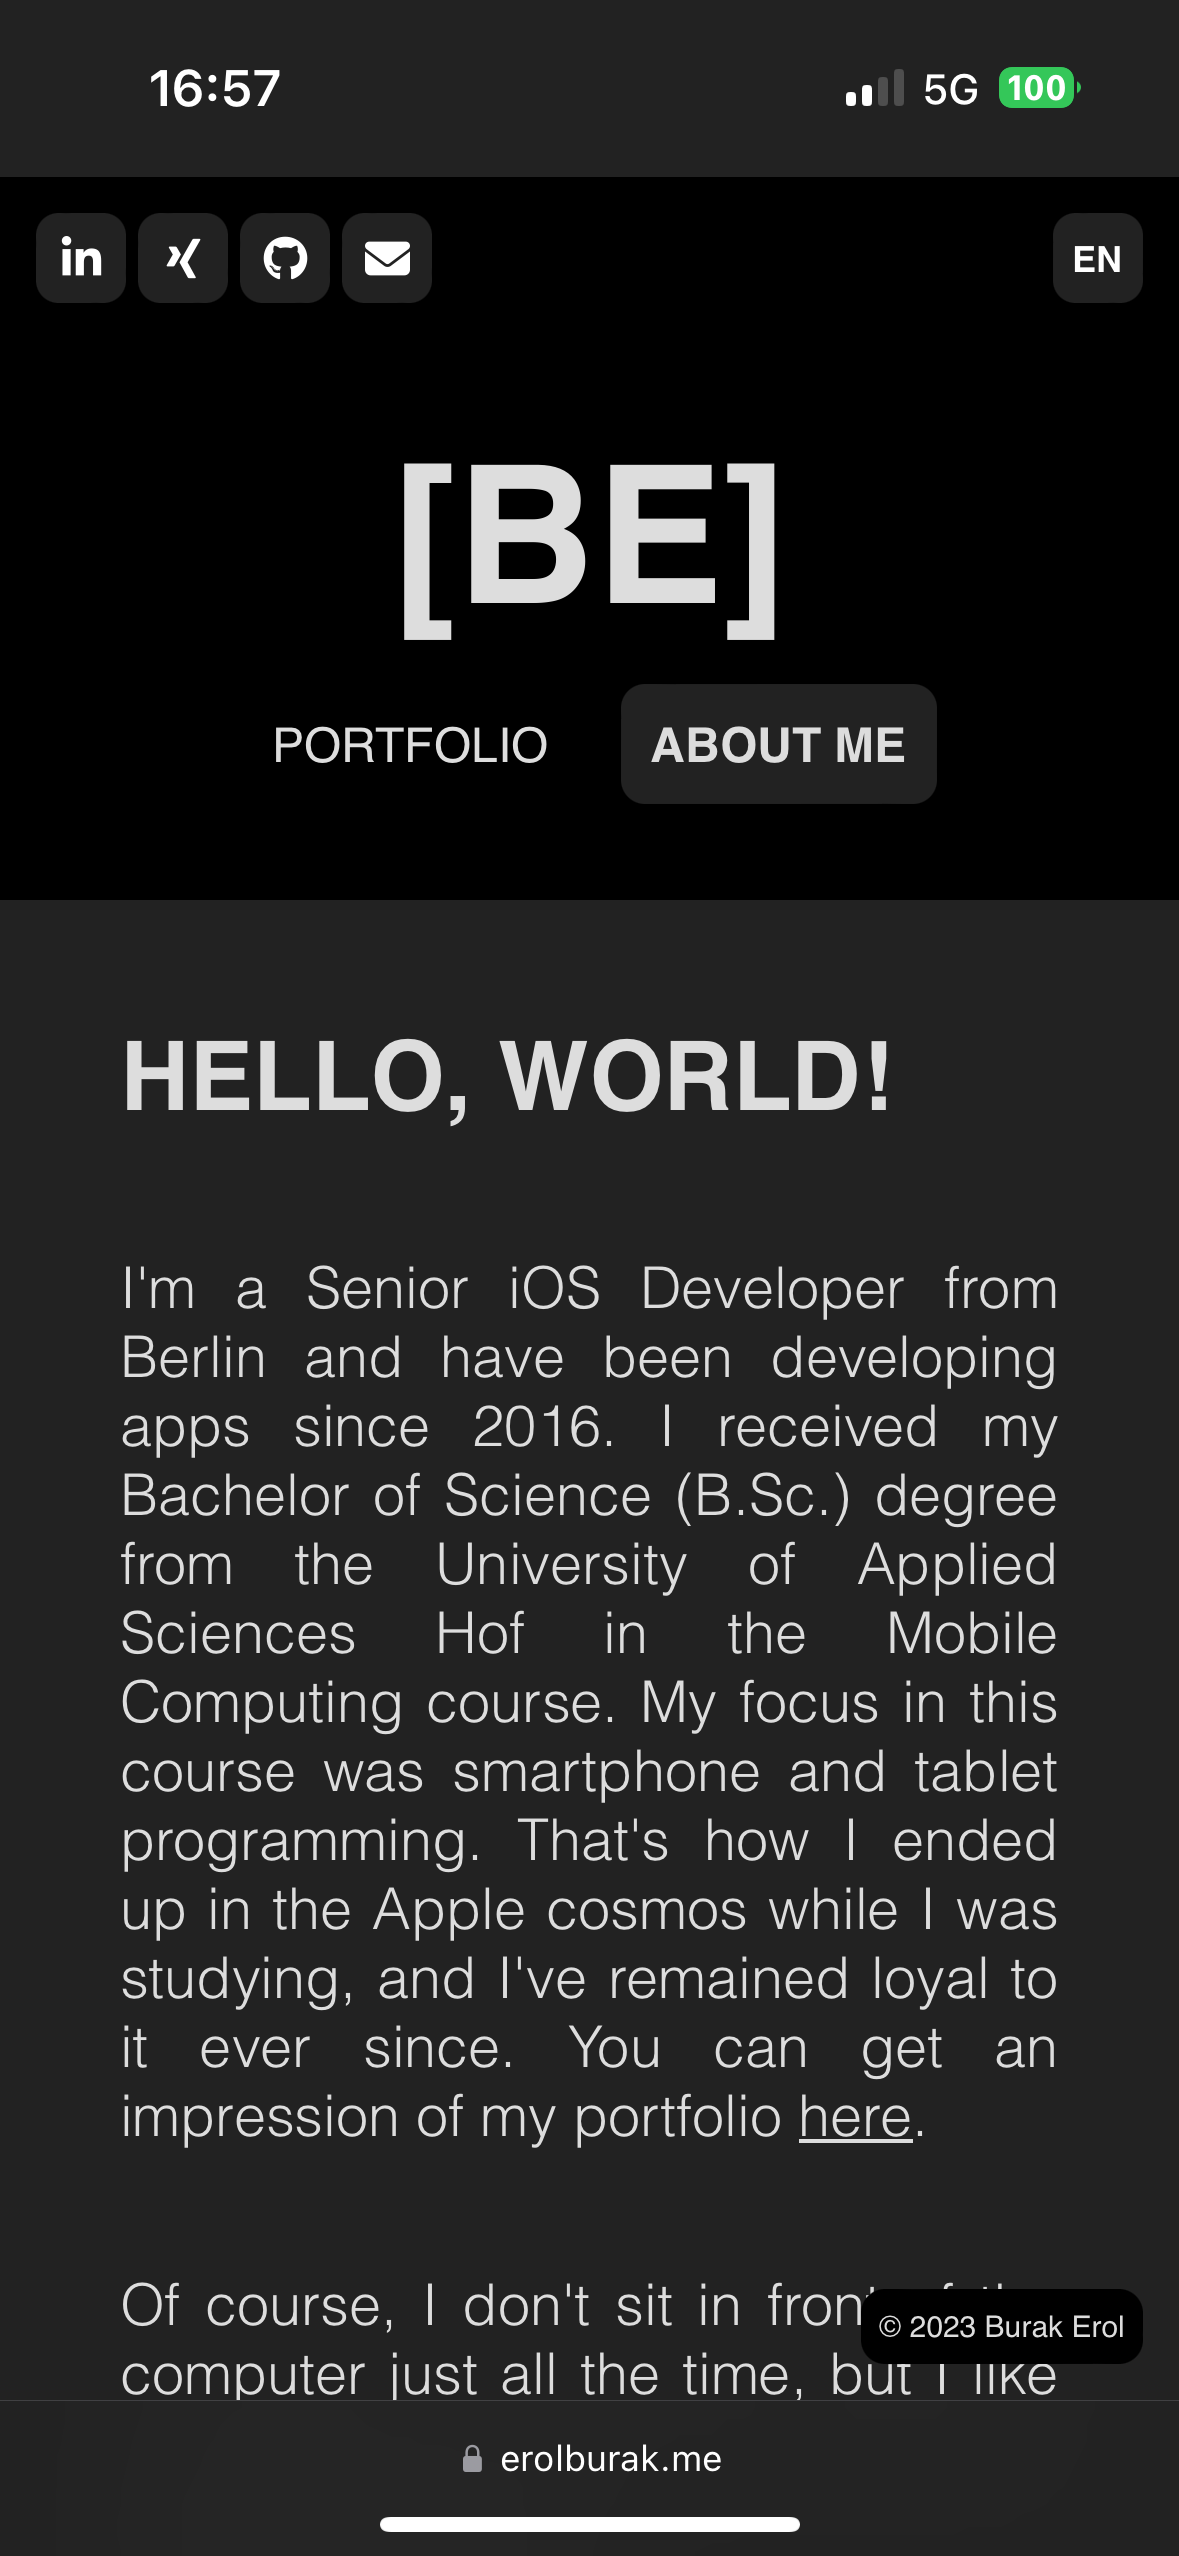 16:57
5G 100
in
EN
[BE]
PORTFOLIO ABOUT ME
HELLO, WORLD!
I'm a Senior iOS Developer from
Berlin and have been developing
apps since 2016. I received my
Bachelor of Science (B.Sc.) degree
from the University of Applied
Sciences Hof in the Mobile
Computing course. My focus in this
course was smartphone and tablet
programming. That's how I ended
up in the Apple cosmos while I was
studying, and I've remained loyal to
it ever since. You can get an
impression of my portfolio here.
Of course, I don't sit in front of the
© 2023 Burak Erol
computer just all the time, but I like
erolburak.me